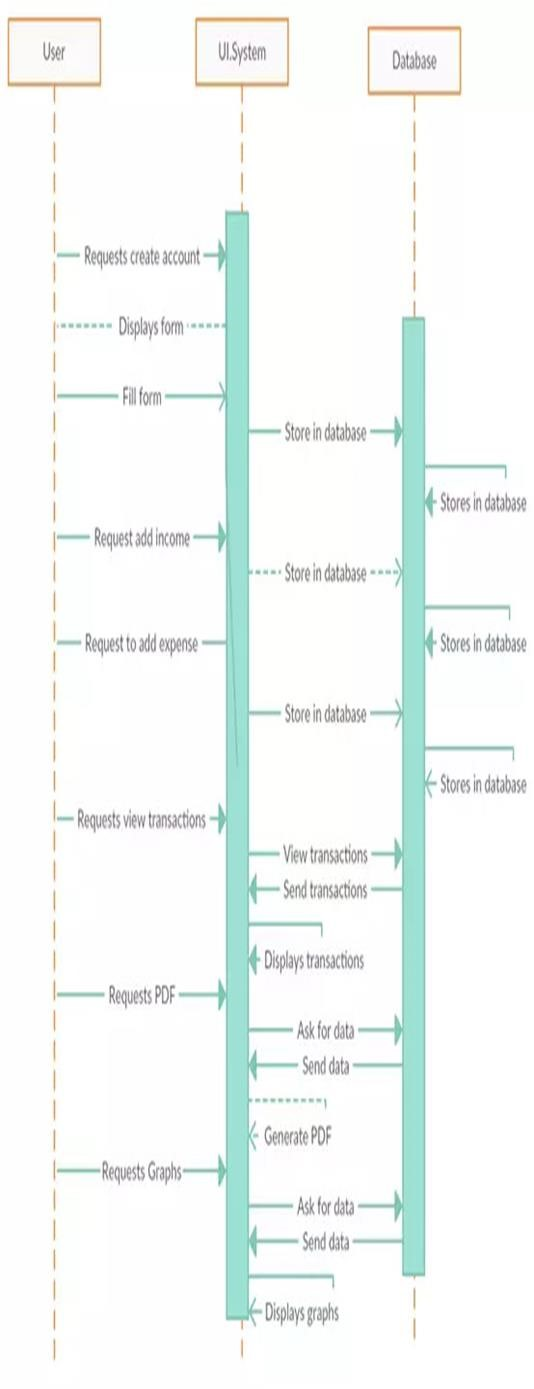 User
UI.System
Database
Requests create account
Displays form
Fill form
Store in database
Stores in database
Request add income
Store in database
Request to add expense
Stores in database
Store in database
Stores in database
Requests view transactions
View transactions
Send transactions
Displays transactions
Requests PDF
Ask for data
Send data
Generate PDF
Requests Graphs
Ask for data
Send data
Displays graphs